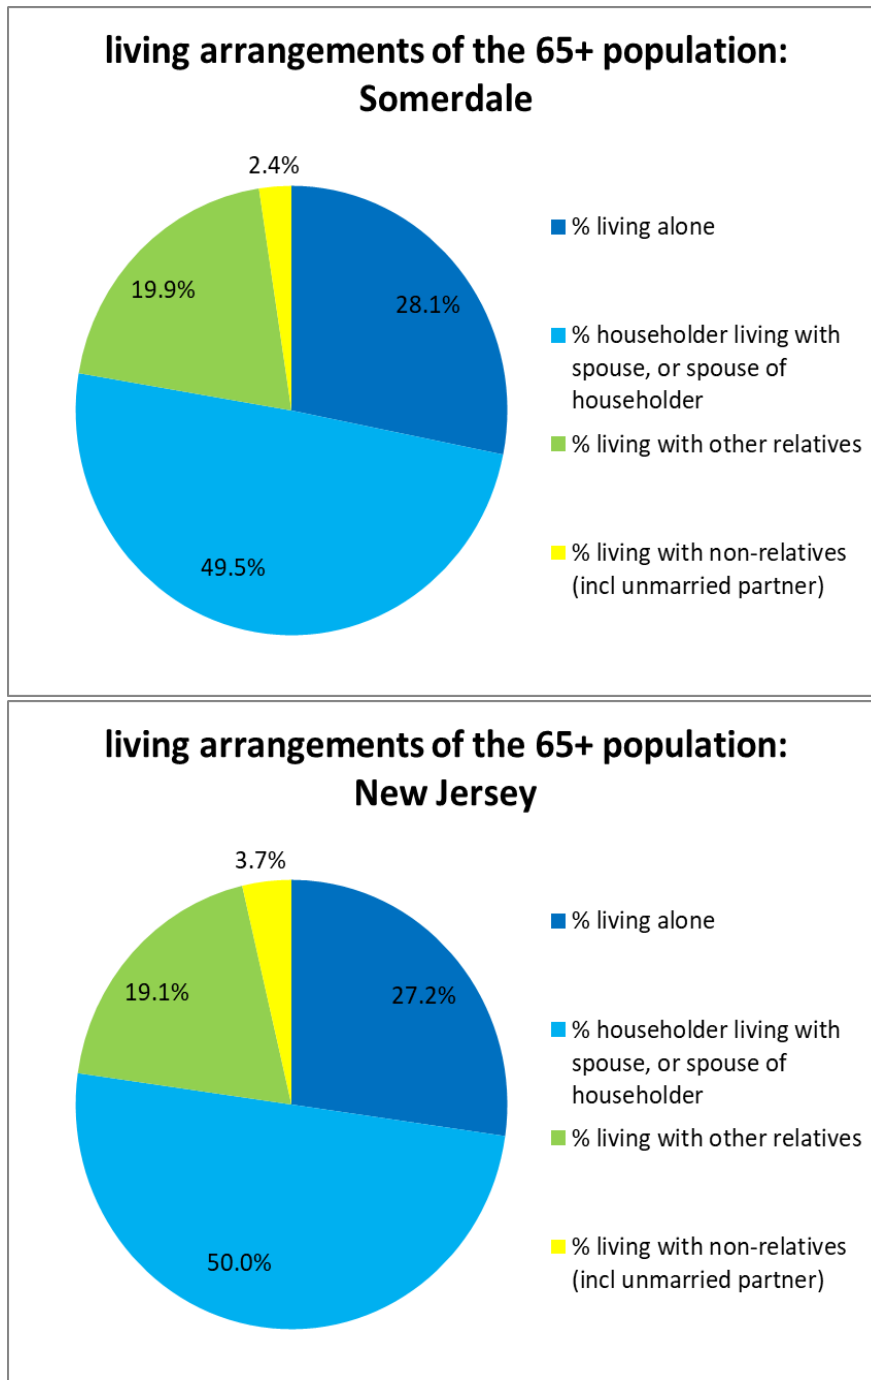 living arrangements of the 65+ population:
Somerdale
2.4%
19.9%
28.1%
49.5%
% living alone
% householder living with
spouse, or spouse of
householder
% living with other relatives
% living with non-relatives
(incl unmarried partner)
living arrangements of the 65+ population:
New Jersey
3.7%
19.1%
27.2%
50.0%
% living alone
% householder living with
spouse, or spouse of
householder
% living with other relatives
% living with non-relatives
(incl unmarried partner)